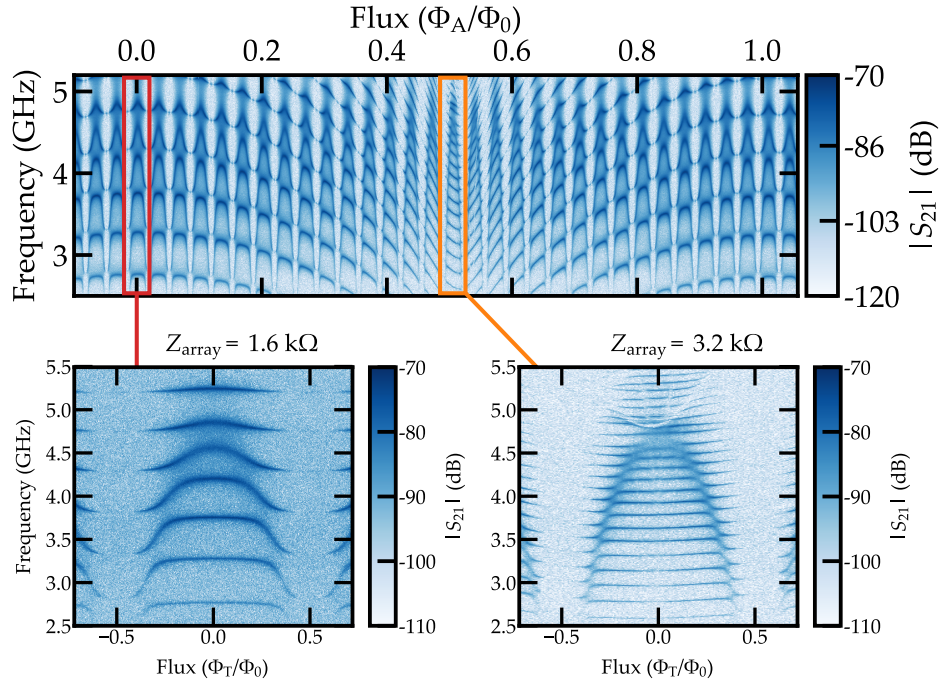 Flux (Φ_A/Φ_0)
0.0 0.2 0.4 0.6 0.8 1.0
Frequency (GHz)
5
4
3
-70
-86
-103
-120
|S_21| (dB)
Z_array = 1.6 kΩ
5.5
5.0
4.5
4.0
3.5
3.0
2.5
Frequency (GHz)
−0.5 0.0 0.5
Flux (Φ_T/Φ_0)
-70
-80
-90
-100
-110
|S_21| (dB)
Z_array = 3.2 kΩ
5.5
5.0
4.5
4.0
3.5
3.0
2.5
−0.5 0.0 0.5
Flux (Φ_T/Φ_0)
-70
-80
-90
-100
-110
|S_21| (dB)